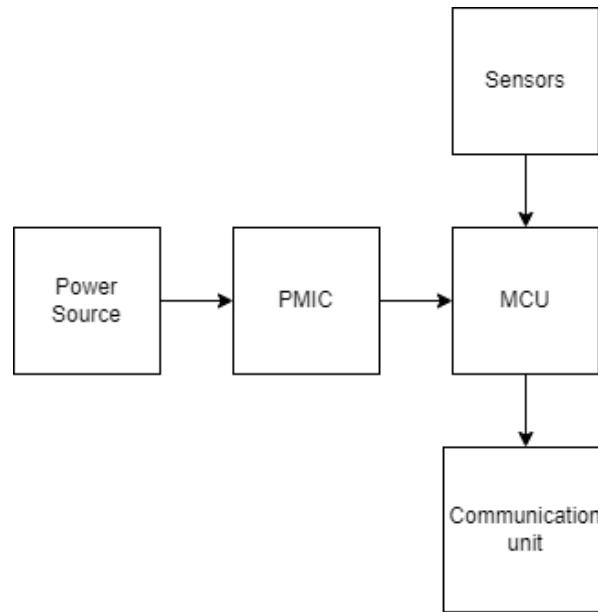 Sensors
Power
Source
PMIC
MCU
Communication
unit